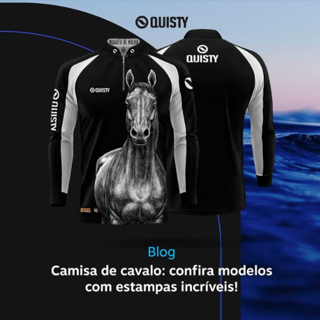 QUISTY
QUISTY
QUISTY
QUISTY
Blog
Camisa de cavalo: confira modelos
com estampas incríveis!